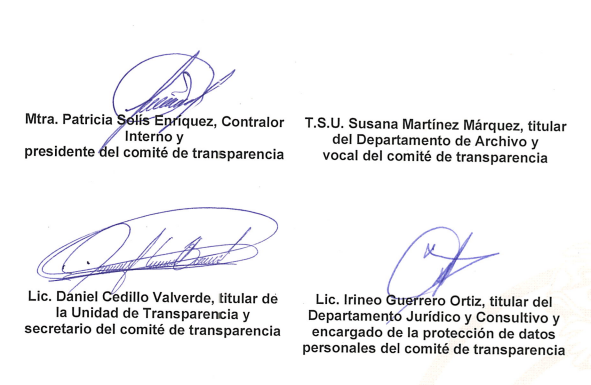 Mtra. Patricia Solís Enríquez, Contralor
Interno y
presidente del comité de transparencia
T.S.U. Susana Martínez Márquez, titular
del Departamento de Archivo y
vocal del comité de transparencia
Lic. Daniel Cedillo Valverde, titular de
la Unidad de Transparencia y
secretario del comité de transparencia
Lic. Irineo Guerrero Ortiz, titular del
Departamento Jurídico y Consultivo y
encargado de la protección de datos
personales del comité de transparencia